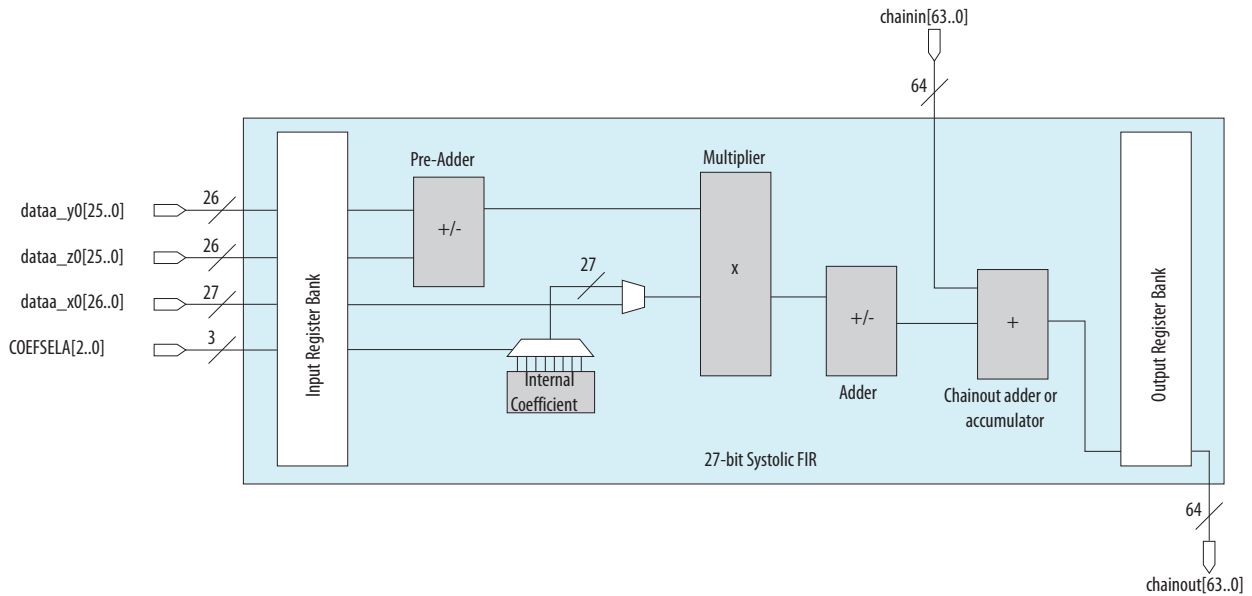 chainin[63..0]
64
Pre-Adder
Multiplier
dataa_y0[25..0]
26
+/-
dataa_z0[25..0]
26
x
27
dataa_x0[26..0]
27
+/-
+
COEFSELA[2..0]
3
Input Register Bank
Internal
Coefficient
Adder
Chainout adder or
accumulator
Output Register Bank
27-bit Systolic FIR
64
chainout[63..0]